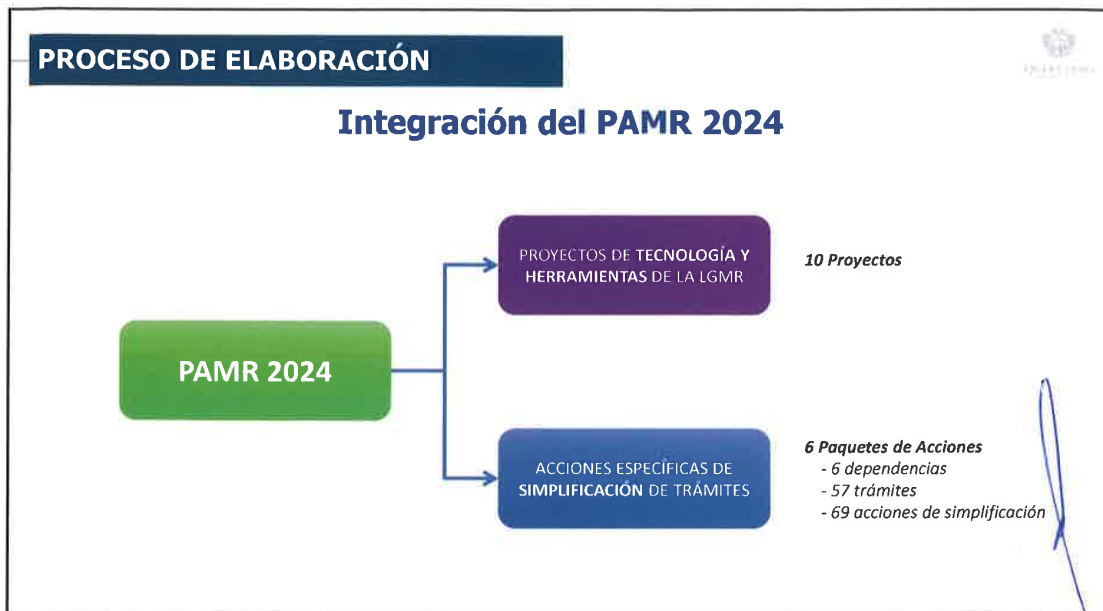 PROCESO DE ELABORACIÓN
Integración del PAMR 2024
PROYECTOS DE TECNOLOGÍA Y
HERRAMIENTAS DE LA LGMR
10 Proyectos
PAMR 2024
ACCIONES ESPECÍFICAS DE
SIMPLIFICACIÓN DE TRÁMITES
6 Paquetes de Acciones
- 6 dependencias
- 57 trámites
- 69 acciones de simplificación